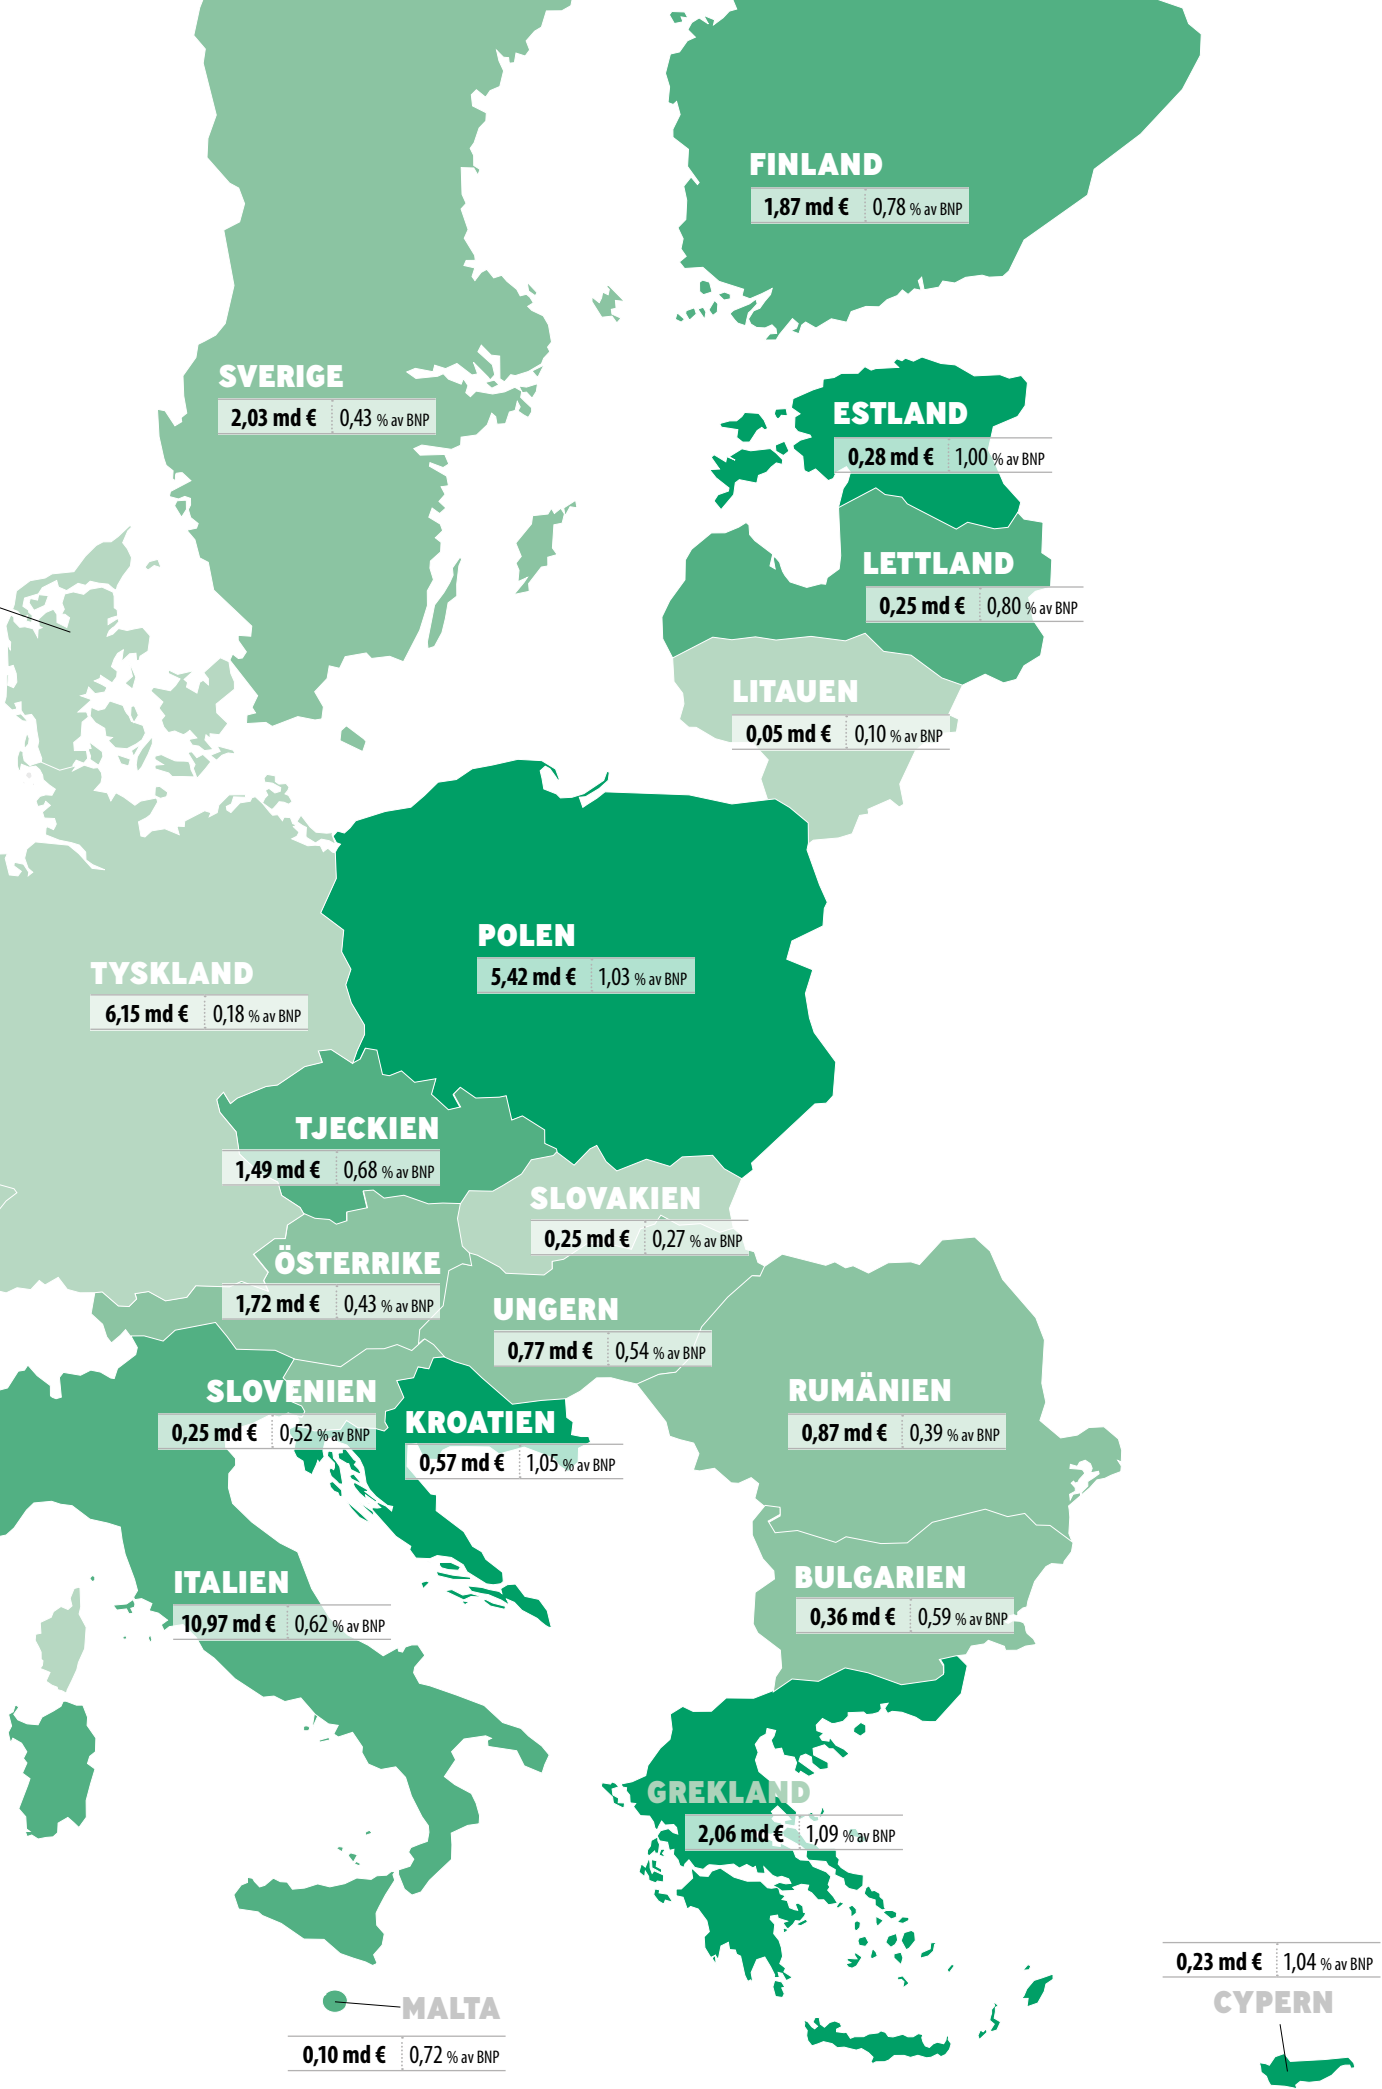 FINLAND
1,87 md € 0,78 % av BNP
SVERIGE
2,03 md € 0,43 % av BNP
ESTLAND
0,28 md € 1,00 % av BNP
LETTLAND
0,25 md € 0,80 % av BNP
LITAUEN
0,05 md € 0,10 % av BNP
POLEN
5,42 md € 1,03 % av BNP
TYSKLAND
6,15 md € 0,18 % av BNP
TJECKIEN
1,49 md € 0,68 % av BNP
SLOVAKIEN
0,25 md € 0,27 % av BNP
ÖSTERRIKE
1,72 md € 0,43 % av BNP
UNGERN
0,77 md € 0,54 % av BNP
SLOVENIEN
0,25 md € 0,52 % av BNP
KROATIEN
0,57 md € 1,05 % av BNP
RUMÄNIEN
0,87 md € 0,39 % av BNP
ITALIEN
10,97 md € 0,62 % av BNP
BULGARIEN
0,36 md € 0,59 % av BNP
GREKLAND
2,06 md € 1,09 % av BNP
0,23 md € 1,04 % av BNP
CYPERN
MALTA
0,10 md € 0,72 % av BNP